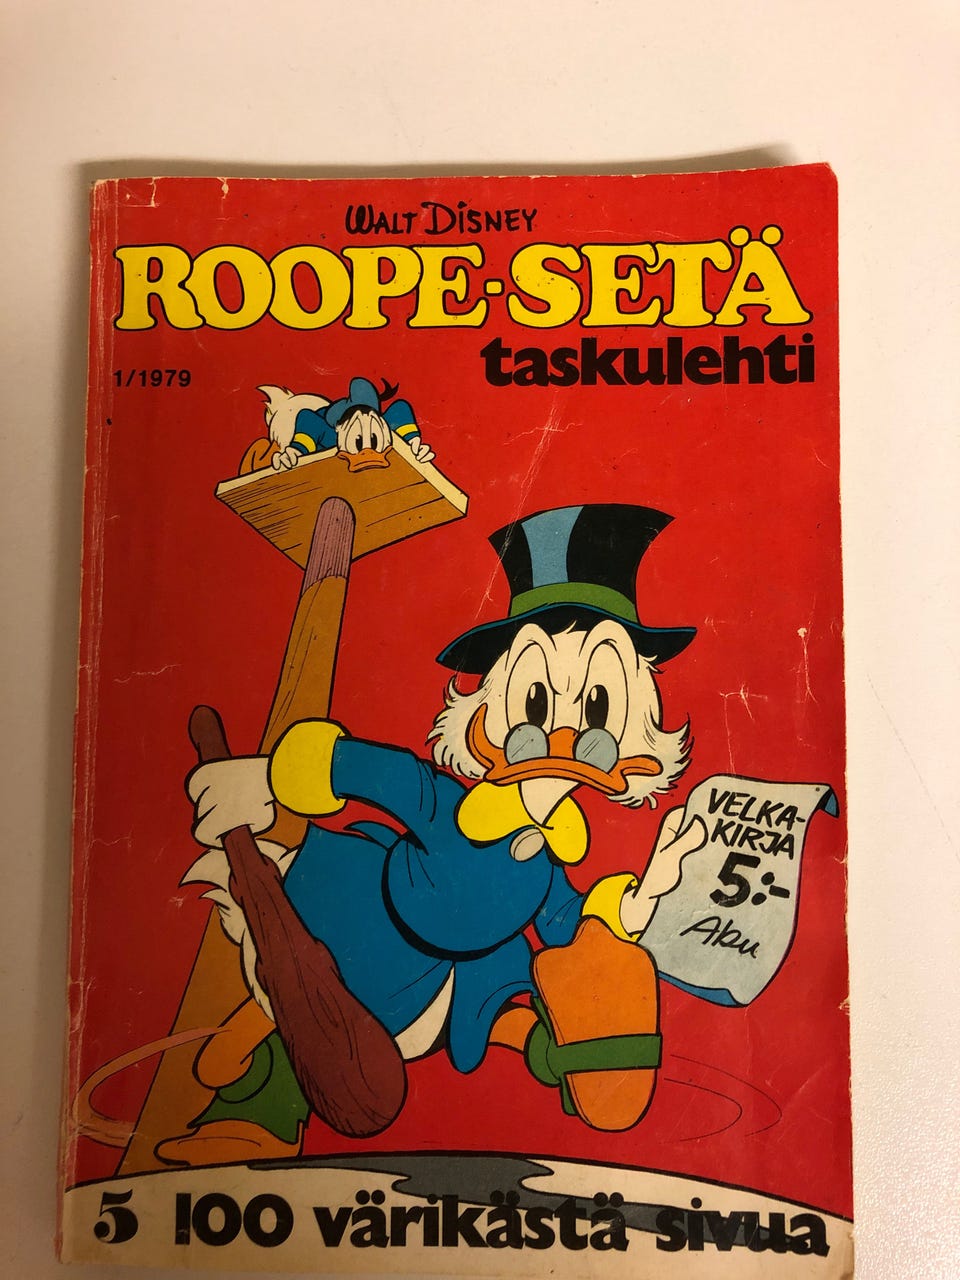 WALT DISNEY
ROOPE-SETÄ
taskulehti
1/1979
VELKA-
KIRJA
5:-
Aku
5 100 värikästä sivua